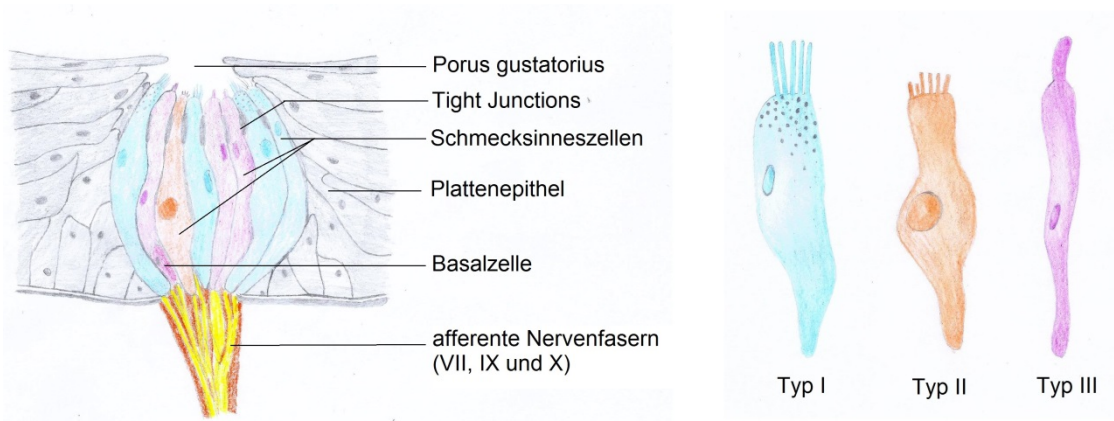 Porus gustatorius
Tight Junctions
Schmecksinneszellen
Plattenepithel
Basalzelle
afferente Nervenfasern
(VII, IX und X)
Typ I
Typ II
Typ III